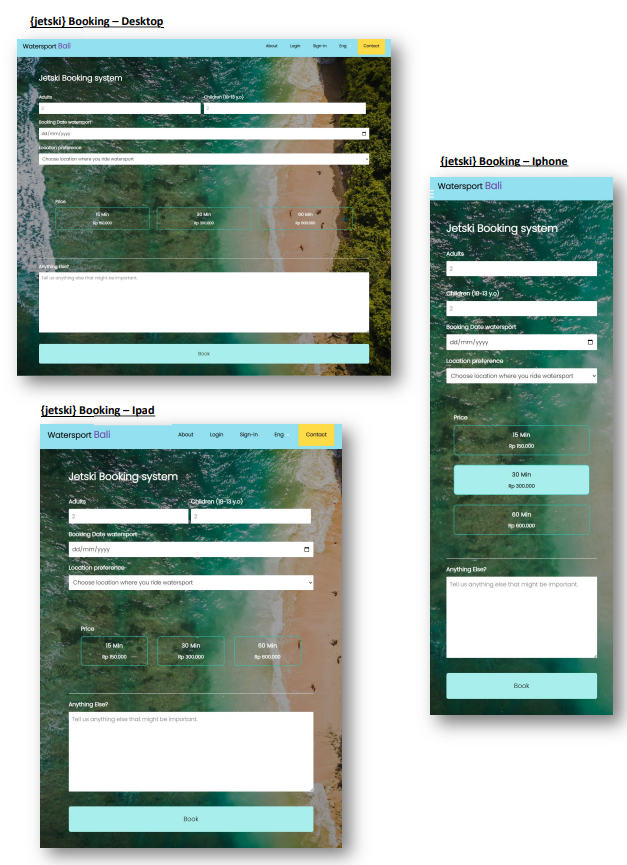 {jetski} Booking – Desktop
Watersport Bali
About Login Sign-in Eng Contact
Jetski Booking system
Adults Children (10-13 y.o)
2 2
Booking Date watersport
dd/mm/yyyy
Location preference
Choose location where you ride watersport
Price
15 Min 30 Min 60 Min
Rp 150.000 Rp 300.000 Rp 600.000
Anything Else?
Tell us anything else that might be important.
Book
{jetski} Booking – Ipad
Watersport Bali
About Login Sign-in Eng Contact
Jetski Booking system
Adults Children (10-13 y.o)
2 2
Booking Date watersport
dd/mm/yyyy
Location preference
Choose location where you ride watersport
Price
15 Min 30 Min 60 Min
Rp 150.000 Rp 300.000 Rp 600.000
Anything Else?
Tell us anything else that might be important.
Book
{jetski} Booking – Iphone
Watersport Bali
Jetski Booking system
Adults
2
Children (10-13 y.o)
2
Booking Date watersport
dd/mm/yyyy
Location preference
Choose location where you ride watersport
Price
15 Min
Rp 150.000
30 Min
Rp 300.000
60 Min
Rp 600.000
Anything Else?
Tell us anything else that might be important.
Book